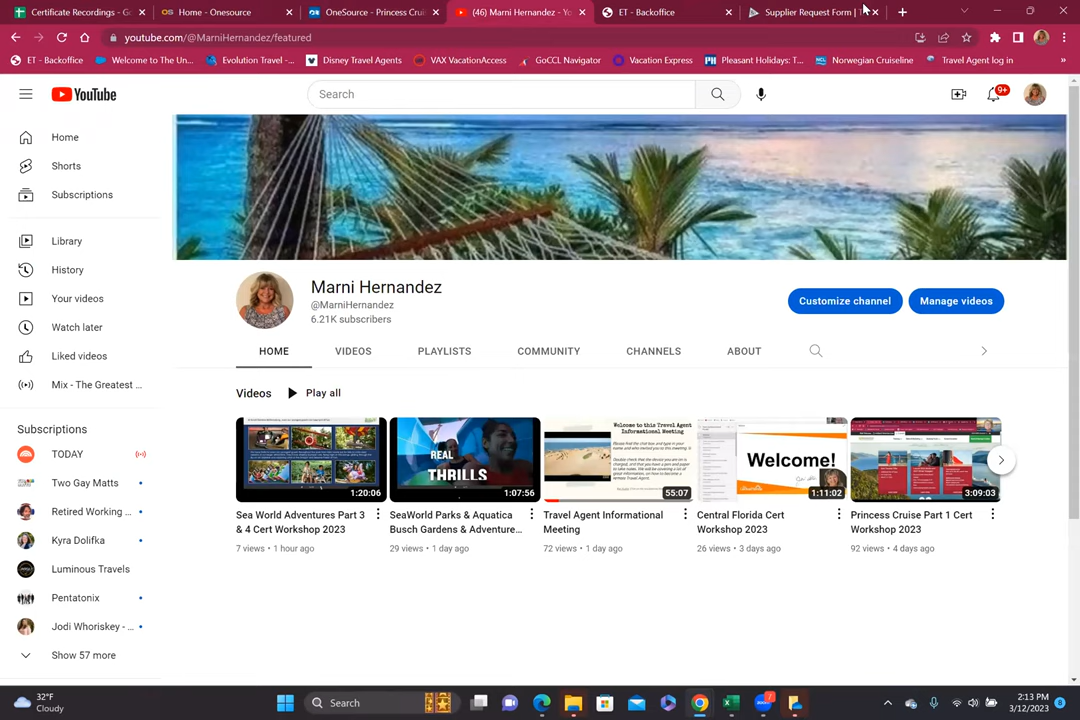 Certificate Recordings - Go
Home - Onesource
OneSource - Princess Crui
(46) Marni Hernandez - Yo
ET - Backoffice
Supplier Request Form | T
youtube.com/@MarniHernandez/featured
ET - Backoffice
Welcome to The Un...
Evolution Travel -...
Disney Travel Agents
VAX VacationAccess
GoCCL Navigator
Vacation Express
PH
Pleasant Holidays: T...
NCL
Norwegian Cruiseline
Travel Agent log in
YouTube
Search
9+
Home
Shorts
Subscriptions
Library
History
Your videos
Watch later
Liked videos
Mix - The Greatest ...
Subscriptions
TODAY
Two Gay Matts
Retired Working ...
Kyra Dolifka
Luminous Travels
Pentatonix
Jodi Whoriskey - ...
Show 57 more
Marni Hernandez
@MarniHernandez
6.21K subscribers
Customize channel
Manage videos
HOME
VIDEOS
PLAYLISTS
COMMUNITY
CHANNELS
ABOUT
Videos
Play all
1:20:06
Sea World Adventures Part 3
& 4 Cert Workshop 2023
7 views • 1 hour ago
REAL
THRILLS
1:07:56
SeaWorld Parks & Aquatica
Busch Gardens & Adventure...
29 views • 1 day ago
Welcome to this Travel Agent
Informational Meeting
55:07
Travel Agent Informational
Meeting
72 views • 1 day ago
Welcome!
1:11:02
Central Florida Cert
Workshop 2023
26 views • 3 days ago
3:09:03
Princess Cruise Part 1 Cert
Workshop 2023
92 views • 4 days ago
32°F
Cloudy
Search
2:13 PM
3/12/2023